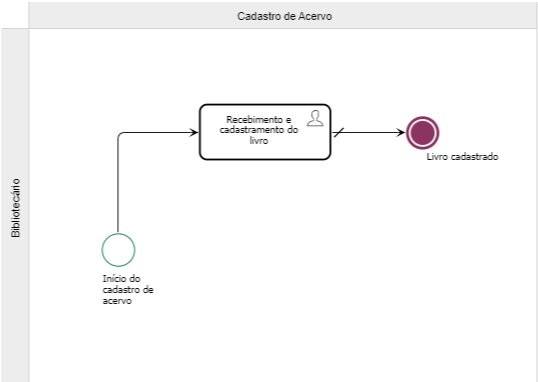 Cadastro de Acervo
Bibliotecário
Recebimento e
cadastramento do
livro
Livro cadastrado
Início do
cadastro de
acervo